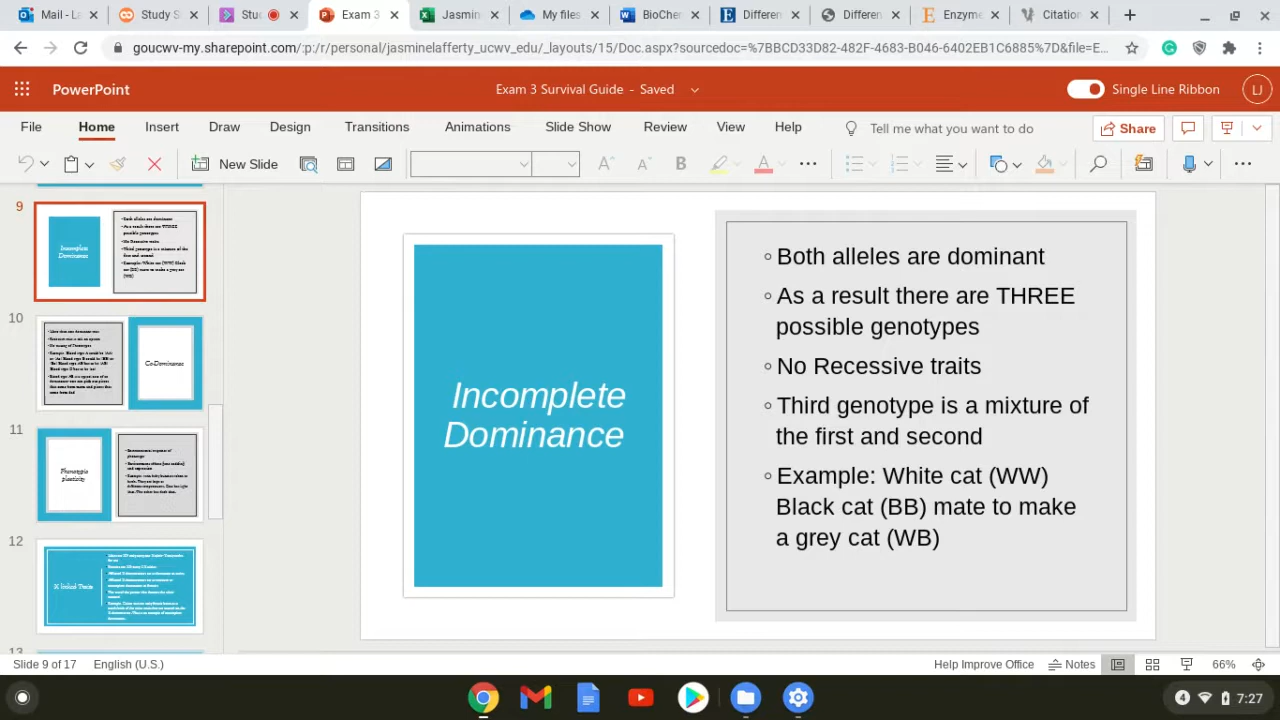 Mail - L
Study S
Stu
Exam 3
Jasmin
My files
BioCher
Differen
Differen
Enzyme
Citation
goucwv-my.sharepoint.com/:p:/r/personal/jasminelafferty_ucwv_edu/_layouts/15/Doc.aspx?sourcedoc=%7BBCD33D82-482F-4683-B046-6402EB1C6885%7D&file=E...
PowerPoint
Exam 3 Survival Guide - Saved
Single Line Ribbon
LJ
File Home Insert Draw Design Transitions Animations Slide Show Review View Help Tell me what you want to do Share
New Slide
9
Incomplete
Dominance
10
Co-Dominance
11
Phenotypic
plasticity
12
X linked Traits
13
Incomplete
Dominance
◦Both alleles are dominant
◦As a result there are THREE
possible genotypes
◦No Recessive traits
◦Third genotype is a mixture of
the first and second
◦Example: White cat (WW)
Black cat (BB) mate to make
a grey cat (WB)
Slide 9 of 17 English (U.S.) Help Improve Office Notes 66%
4 7:27